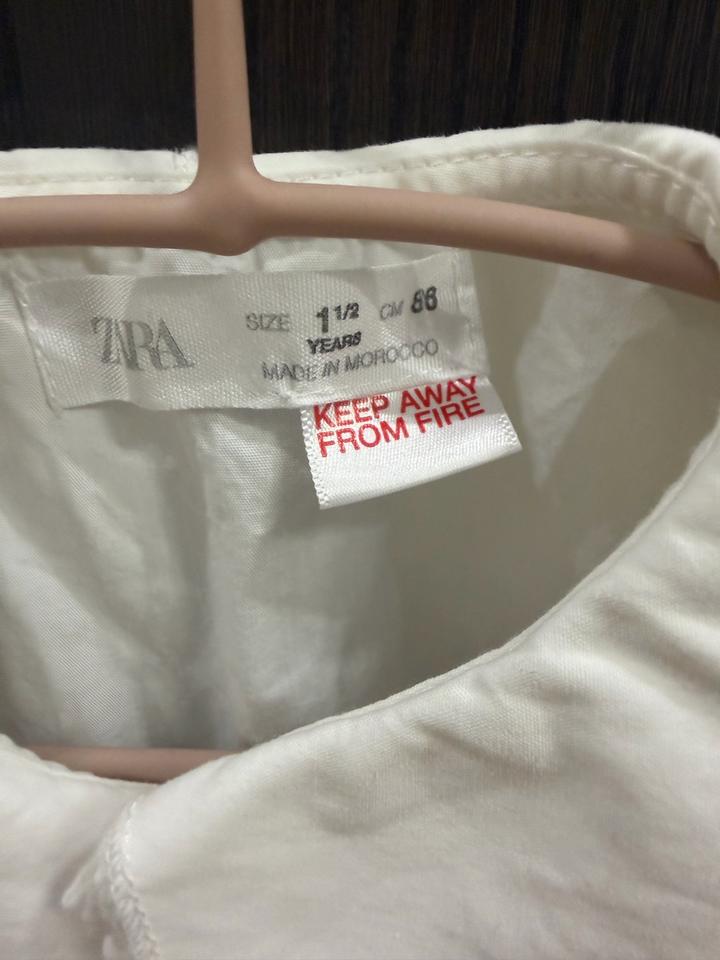 ZARA
SIZE 1 1/2 CM 86
YEARS
MADE IN MOROCCO
KEEP AWAY
FROM FIRE